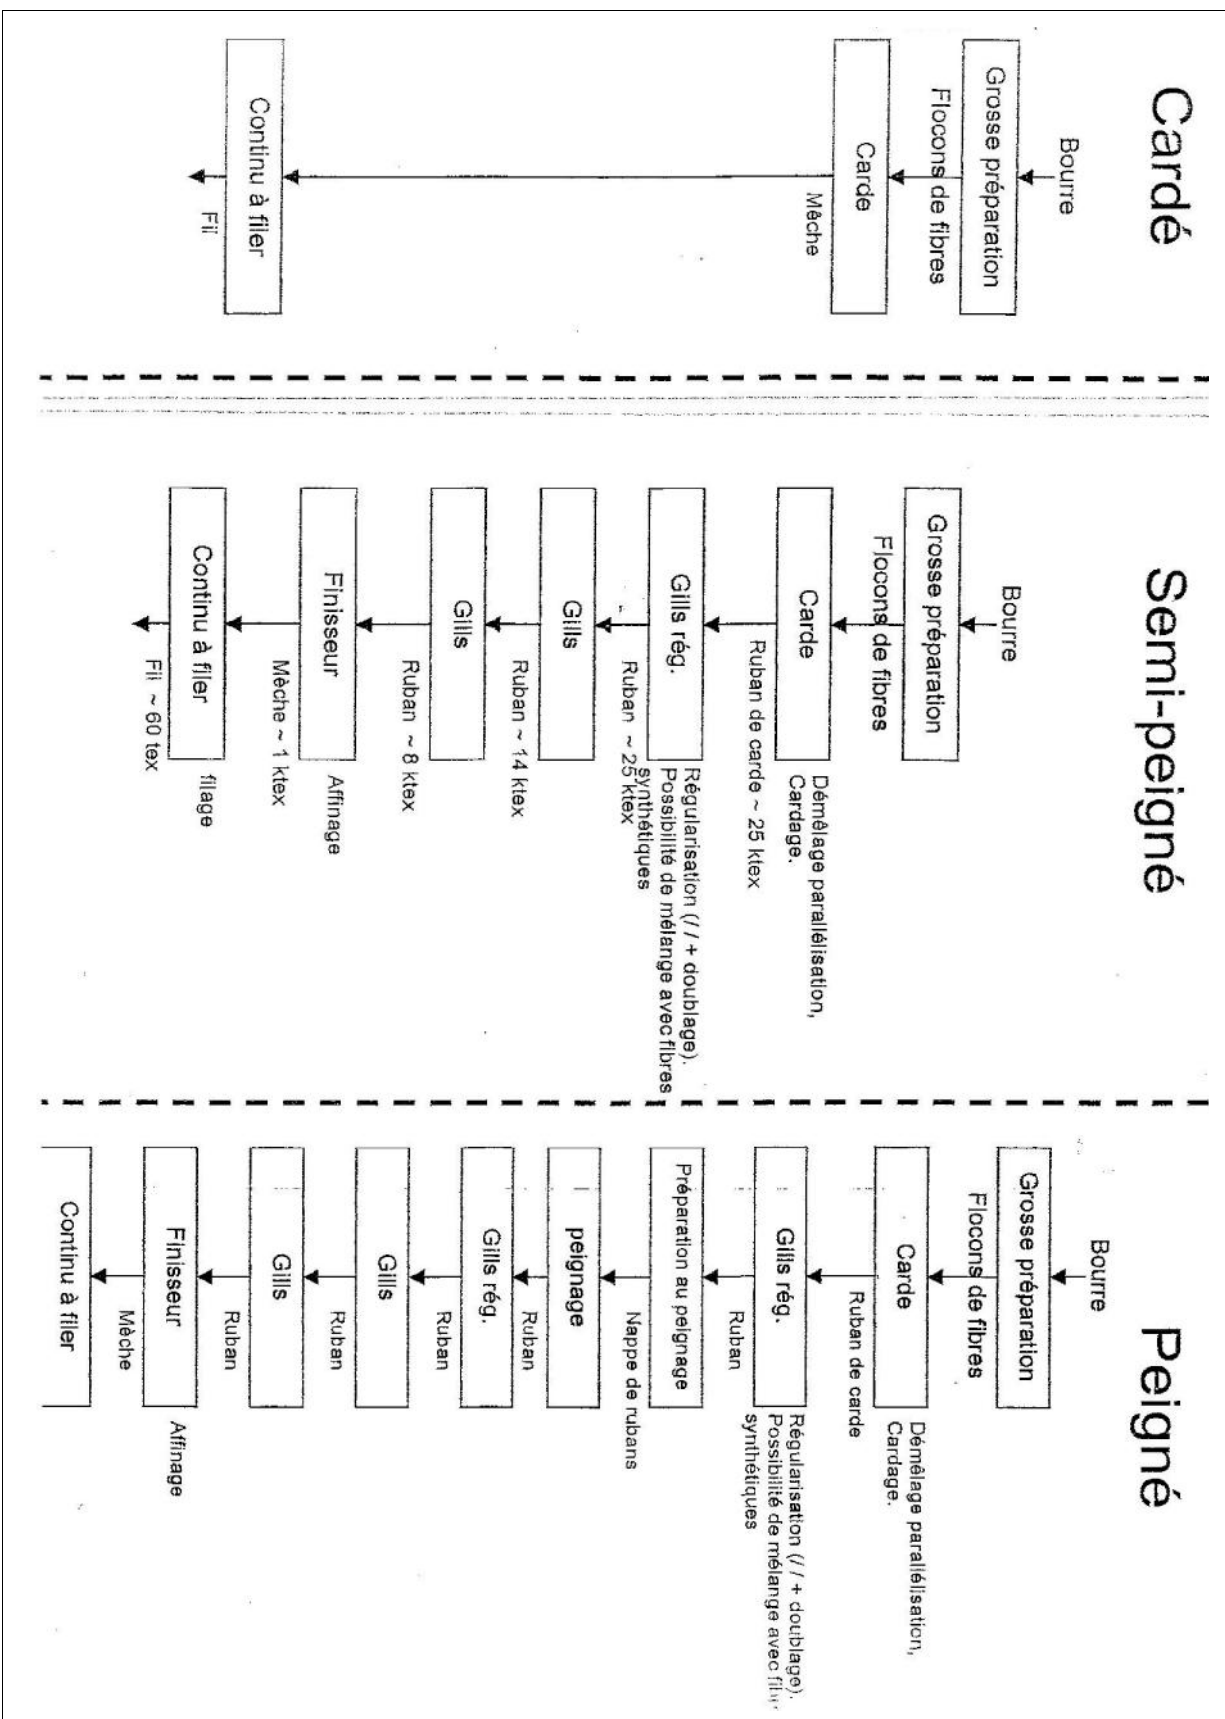 Cardé
Bourre
Grosse préparation
Flocons de fibres
Carde
Mèche
Continu à filer
Fil
Semi-peigné
Bourre
Grosse préparation
Flocons de fibres
Carde
Démêlage parallélisation,
Cardage.
Ruban de carde ~ 25 ktex
Gills rég.
Régularisation (// + doublage).
Possibilité de mélange avec fibres
synthétiques
Ruban ~ 25 ktex
Gills
Ruban ~ 14 ktex
Gills
Ruban ~ 8 ktex
Finisseur
Affinage
Mèche ~ 1 ktex
Continu à filer
filage
Fil ~ 60 tex
Peigné
Bourre
Grosse préparation
Flocons de fibres
Carde
Démêlage parallélisation,
Cardage.
Ruban de carde
Gills rég.
Régularisation (// + doublage).
Possibilité de mélange avec
synthétiques
Ruban
Préparation au peignage
Nappe de rubans
peignage
Ruban
Gills rég.
Ruban
Gills
Ruban
Gills
Ruban
Finisseur
Affinage
Mèche
Continu à filer